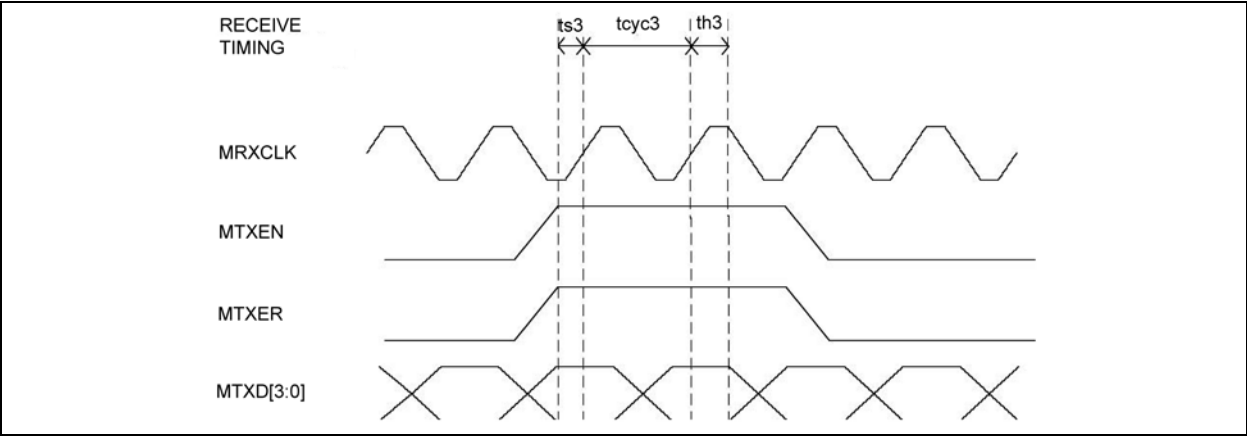 RECEIVE
TIMING
ts3 tcyc3 th3
MRXCLK
MTXEN
MTXER
MTXD[3:0]